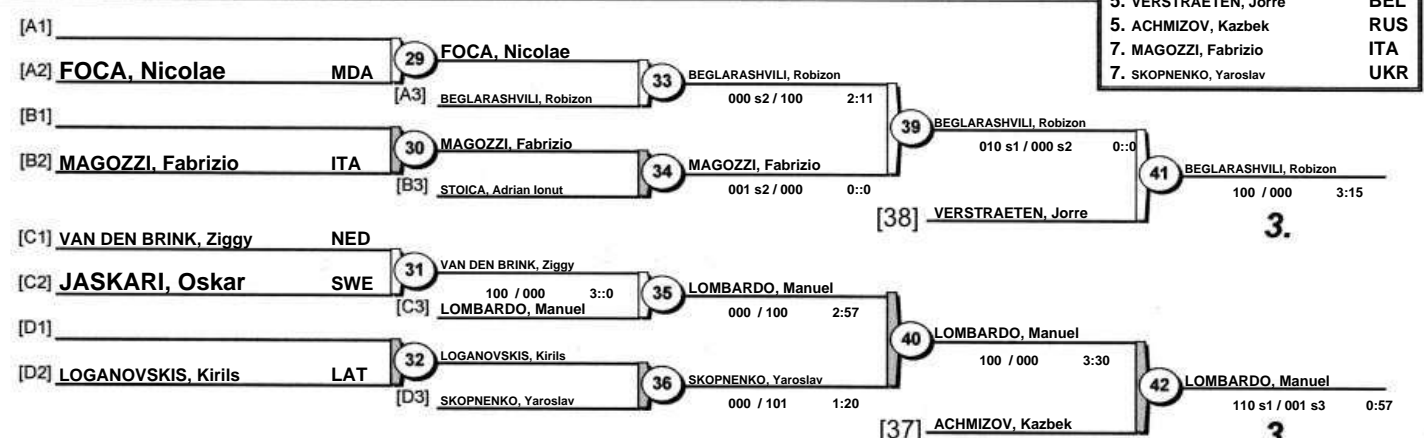 5. VERSTRAETEN, Jorre BEL
5. ACHMIZOV, Kazbek RUS
7. MAGOZZI, Fabrizio ITA
7. SKOPNENKO, Yaroslav UKR
[A1]
[A2] FOCA, Nicolae MDA
29
FOCA, Nicolae
[A3] BEGLARASHVILI, Robizon
33
BEGLARASHVILI, Robizon
000 s2 / 100 2:11
[B1]
[B2] MAGOZZI, Fabrizio ITA
30
MAGOZZI, Fabrizio
[B3] STOICA, Adrian Ionut
34
MAGOZZI, Fabrizio
001 s2 / 000 0::0
39
BEGLARASHVILI, Robizon
010 s1 / 000 s2 0::0
[38] VERSTRAETEN, Jorre
41
BEGLARASHVILI, Robizon
100 / 000 3:15
3.
[C1] VAN DEN BRINK, Ziggy NED
[C2] JASKARI, Oskar SWE
31
VAN DEN BRINK, Ziggy
100 / 000 3::0
[C3] LOMBARDO, Manuel
35
LOMBARDO, Manuel
000 / 100 2:57
[D1]
[D2] LOGANOVSKIS, Kirils LAT
32
LOGANOVSKIS, Kirils
[D3] SKOPNENKO, Yaroslav
36
SKOPNENKO, Yaroslav
000 / 101 1:20
40
LOMBARDO, Manuel
100 / 000 3:30
[37] ACHMIZOV, Kazbek
42
LOMBARDO, Manuel
110 s1 / 001 s3 0:57
3